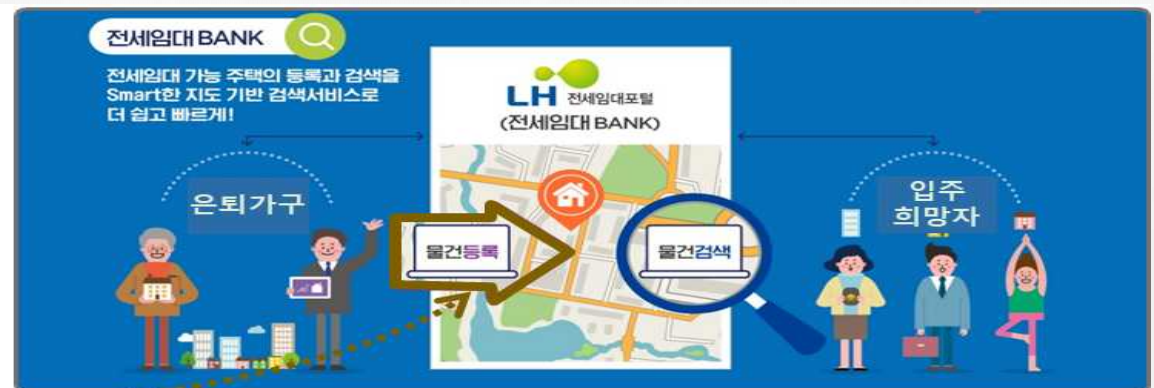 전세임대 BANK
전세임대 가능 주택의 등록과 검색을
Smart한 지도 기반 검색서비스로
더 쉽고 빠르게!
LH 전세임대포털
(전세임대 BANK)
은퇴가구
물건등록
물건검색
입주
희망자